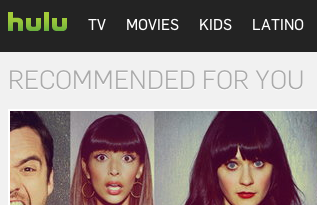 hulu TV MOVIES KIDS LATINO
RECOMMENDED FOR YOU